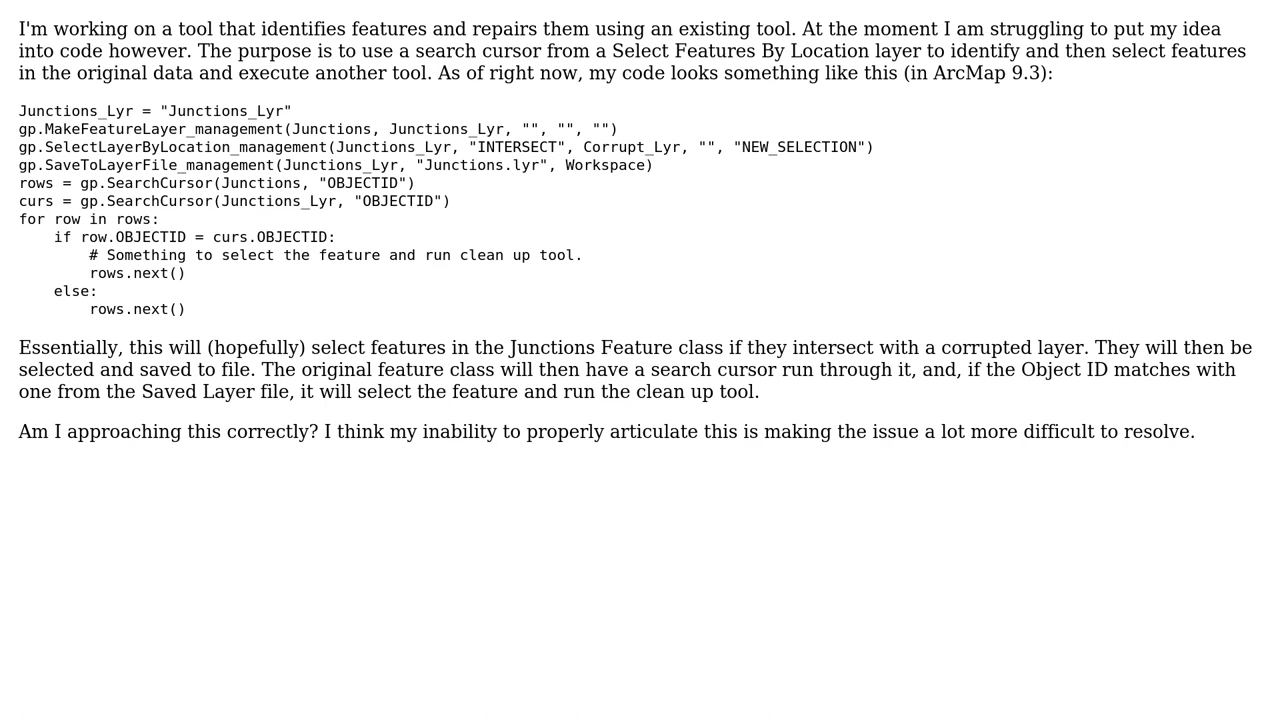 I'm working on a tool that identifies features and repairs them using an existing tool. At the moment I am struggling to put my idea
into code however. The purpose is to use a search cursor from a Select Features By Location layer to identify and then select features
in the original data and execute another tool. As of right now, my code looks something like this (in ArcMap 9.3):
Junctions_Lyr = "Junctions_Lyr"
gp.MakeFeatureLayer_management(Junctions, Junctions_Lyr, "", "", "")
gp.SelectLayerByLocation_management(Junctions_Lyr, "INTERSECT", Corrupt_Lyr, "", "NEW_SELECTION")
gp.SaveToLayerFile_management(Junctions_Lyr, "Junctions.lyr", Workspace)
rows = gp.SearchCursor(Junctions, "OBJECTID")
curs = gp.SearchCursor(Junctions_Lyr, "OBJECTID")
for row in rows:
    if row.OBJECTID = curs.OBJECTID:
        # Something to select the feature and run clean up tool.
        rows.next()
    else:
        rows.next()
Essentially, this will (hopefully) select features in the Junctions Feature class if they intersect with a corrupted layer. They will then be
selected and saved to file. The original feature class will then have a search cursor run through it, and, if the Object ID matches with
one from the Saved Layer file, it will select the feature and run the clean up tool.
Am I approaching this correctly? I think my inability to properly articulate this is making the issue a lot more difficult to resolve.